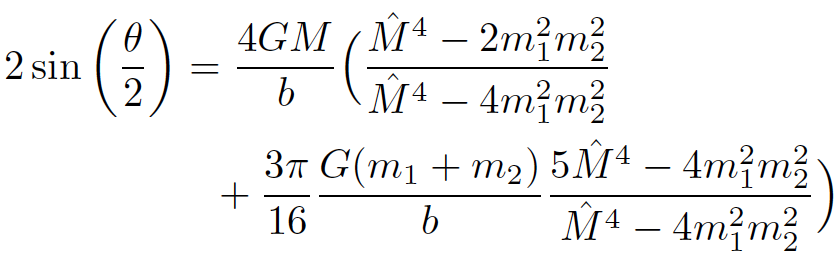 2 sin (θ/2) = 4GM/b ( (M̂⁴ − 2m₁²m₂²)/(M̂⁴ − 4m₁²m₂²)
+ 3π/16 G(m₁ + m₂)/b (5M̂⁴ − 4m₁²m₂²)/(M̂⁴ − 4m₁²m₂²) )